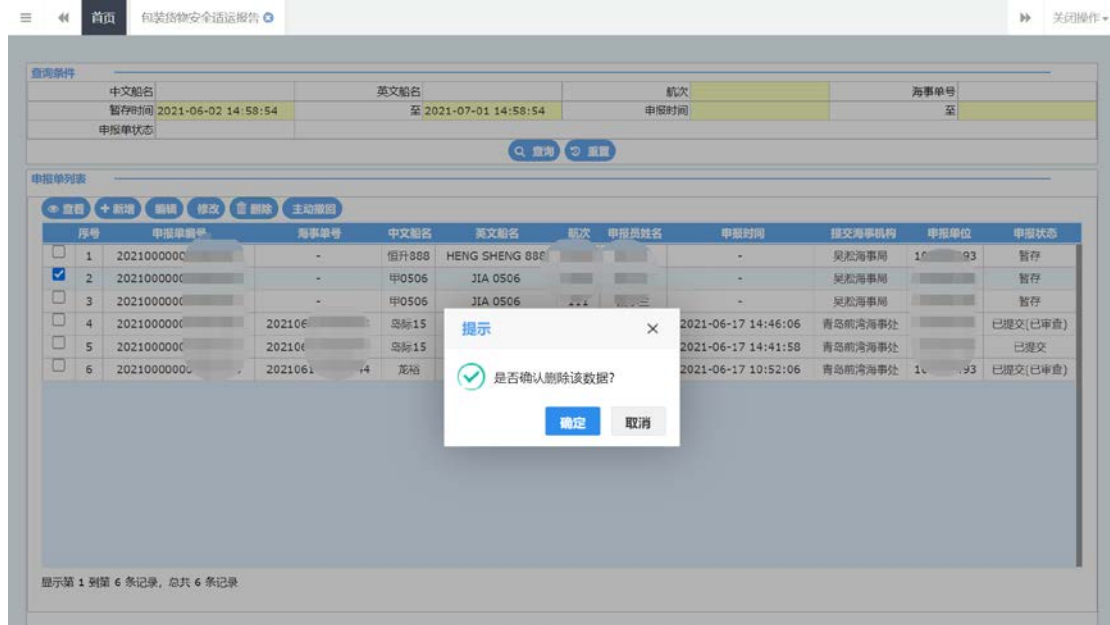 首页 包装货物安全适运报告 关闭操作
查询条件
中文船名 英文船名 航次 海事单号
暂存时间 2021-06-02 14:58:54 至 2021-07-01 14:58:54 申报时间 至
申报单状态
查询 重置
申报单列表
查看 新增 编辑 修改 删除 主动撤回
序号 申报单编号 海事单号 中文船名 英文船名 航次 申报员姓名 申报时间 提交海事机构 申报单位 申报状态
1 2021000000 - 恒升888 HENG SHENG 888 - 吴淞海事局 10 93 暂存
2 2021000000 - 甲0506 JIA 0506 - 吴淞海事局 暂存
3 2021000000 - 甲0506 JIA 0506 - 吴淞海事局 暂存
4 2021000000 202106 岛际15 2021-06-17 14:46:06 青岛前湾海事处 已提交[已审查)
5 2021000000 202106 岛际15 2021-06-17 14:41:58 青岛前湾海事处 已提交
6 20210000000 202106 4 龙裕 2021-06-17 10:52:06 青岛前湾海事处 93 已提交[已审查)
提示
是否确认删除该数据?
确定 取消
显示第 1 到第 6 条记录，总共 6 条记录